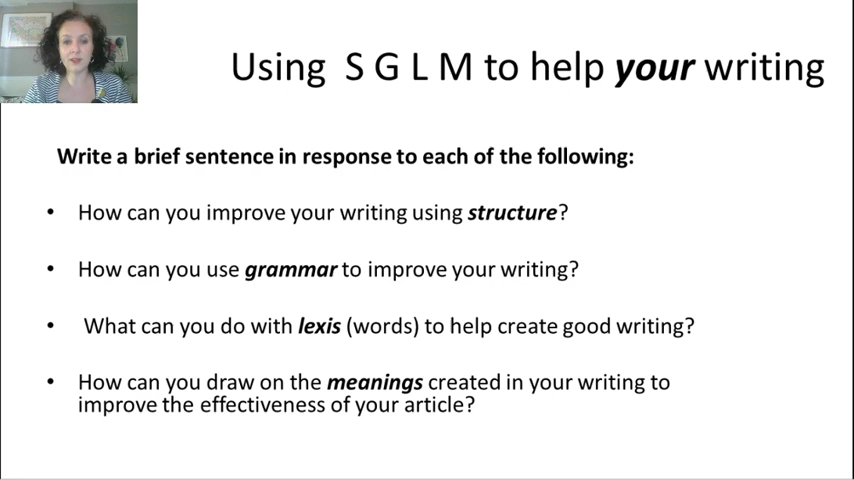 Using S G L M to help your writing
Write a brief sentence in response to each of the following:
• How can you improve your writing using structure?
• How can you use grammar to improve your writing?
• What can you do with lexis (words) to help create good writing?
• How can you draw on the meanings created in your writing to
improve the effectiveness of your article?